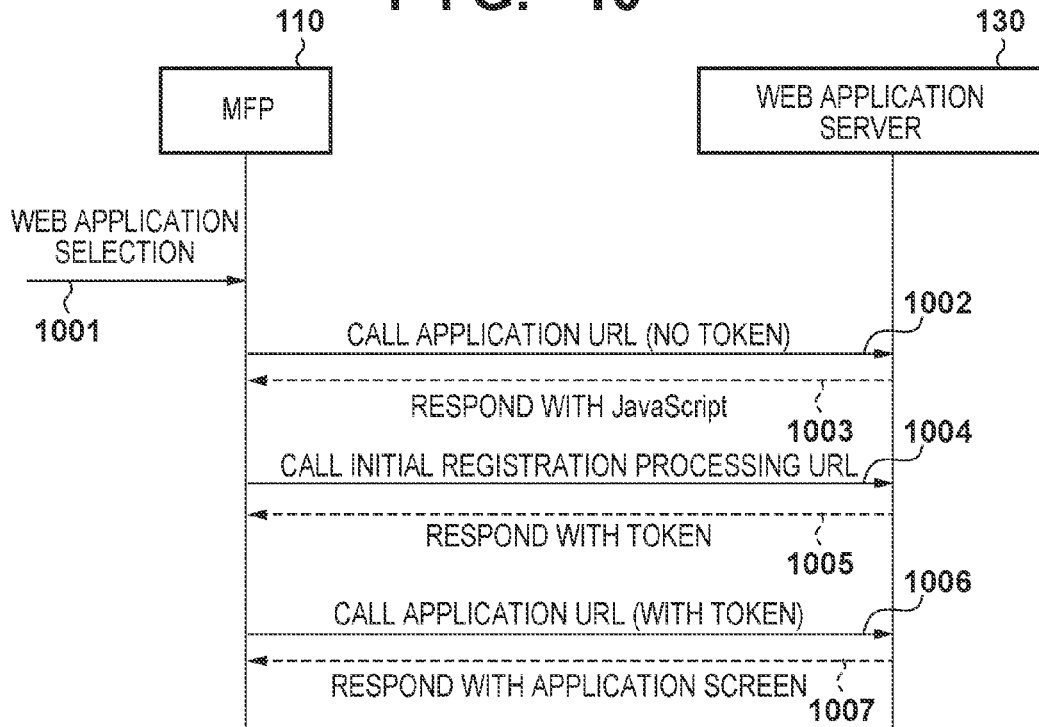 110
130
MFP
WEB APPLICATION
SERVER
WEB APPLICATION
SELECTION
1001
1002
CALL APPLICATION URL (NO TOKEN)
RESPOND WITH JavaScript
1003
1004
CALL INITIAL REGISTRATION PROCESSING URL
RESPOND WITH TOKEN
1005
1006
CALL APPLICATION URL (WITH TOKEN)
RESPOND WITH APPLICATION SCREEN
1007